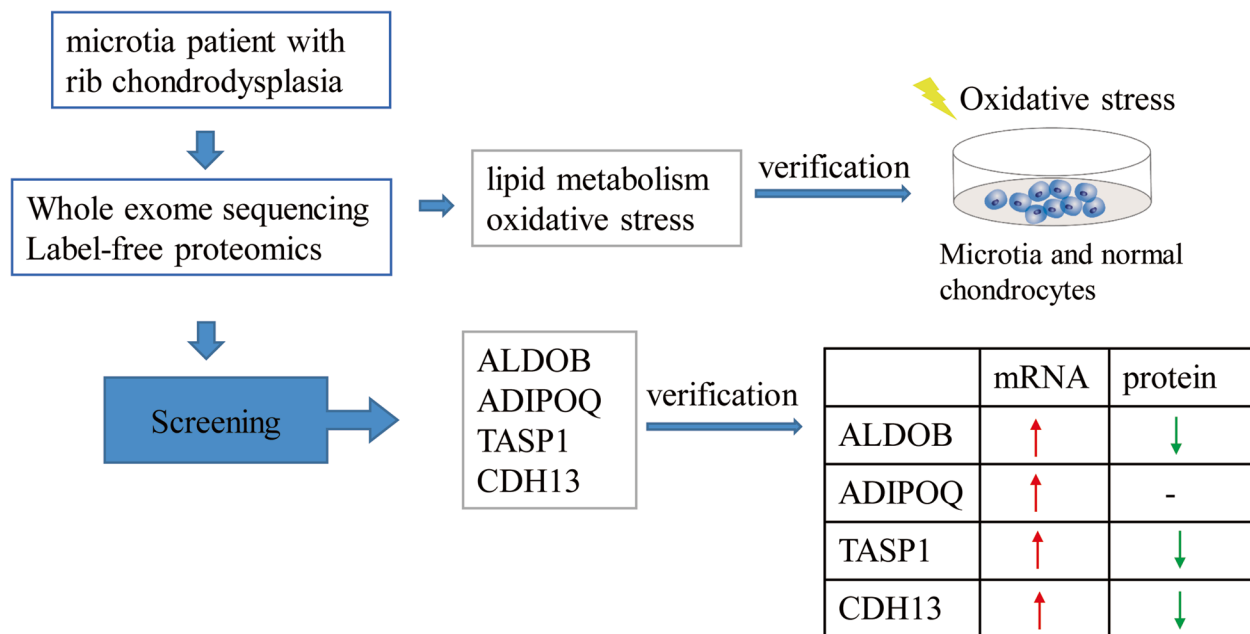 microtia patient with
rib chondrodysplasia
Whole exome sequencing
Label-free proteomics
lipid metabolism
oxidative stress
verification
Oxidative stress
Microtia and normal
chondrocytes
Screening
ALDOB
ADIPOQ
TASP1
CDH13
verification
mRNA protein
ALDOB
ADIPOQ -
TASP1
CDH13